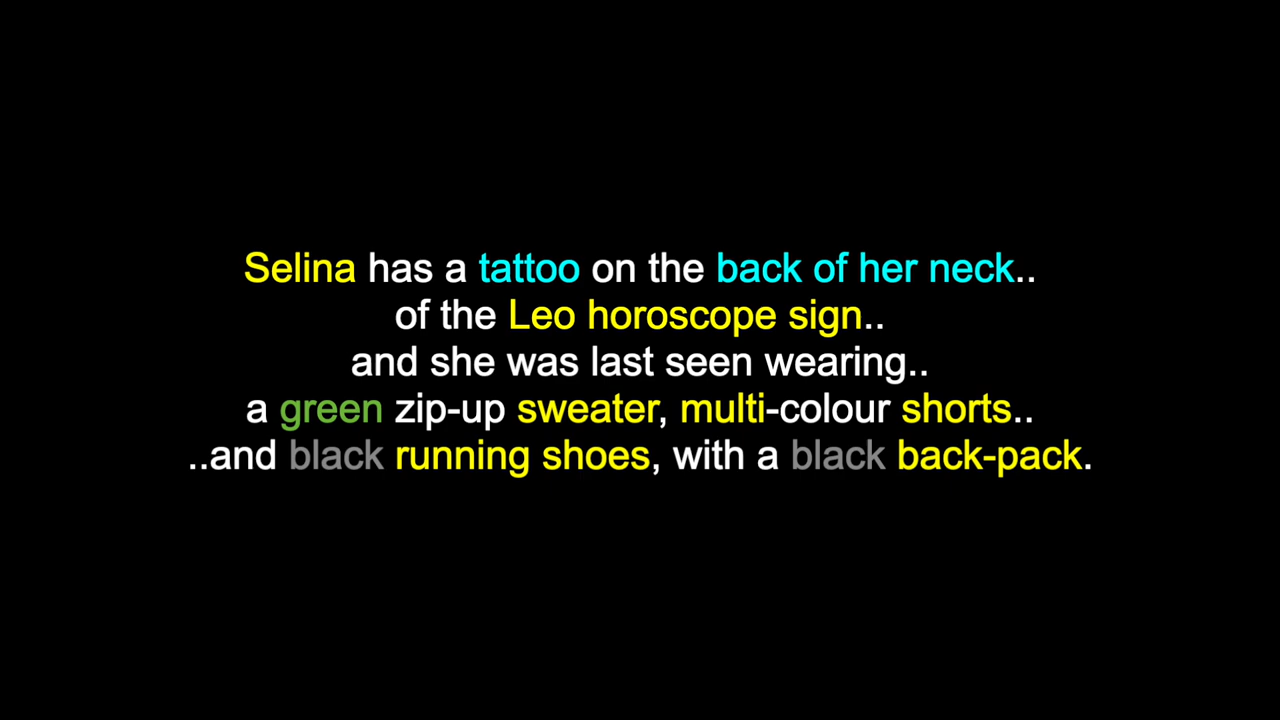 Selina has a tattoo on the back of her neck..
of the Leo horoscope sign..
and she was last seen wearing..
a green zip-up sweater, multi-colour shorts..
..and black running shoes, with a black back-pack.